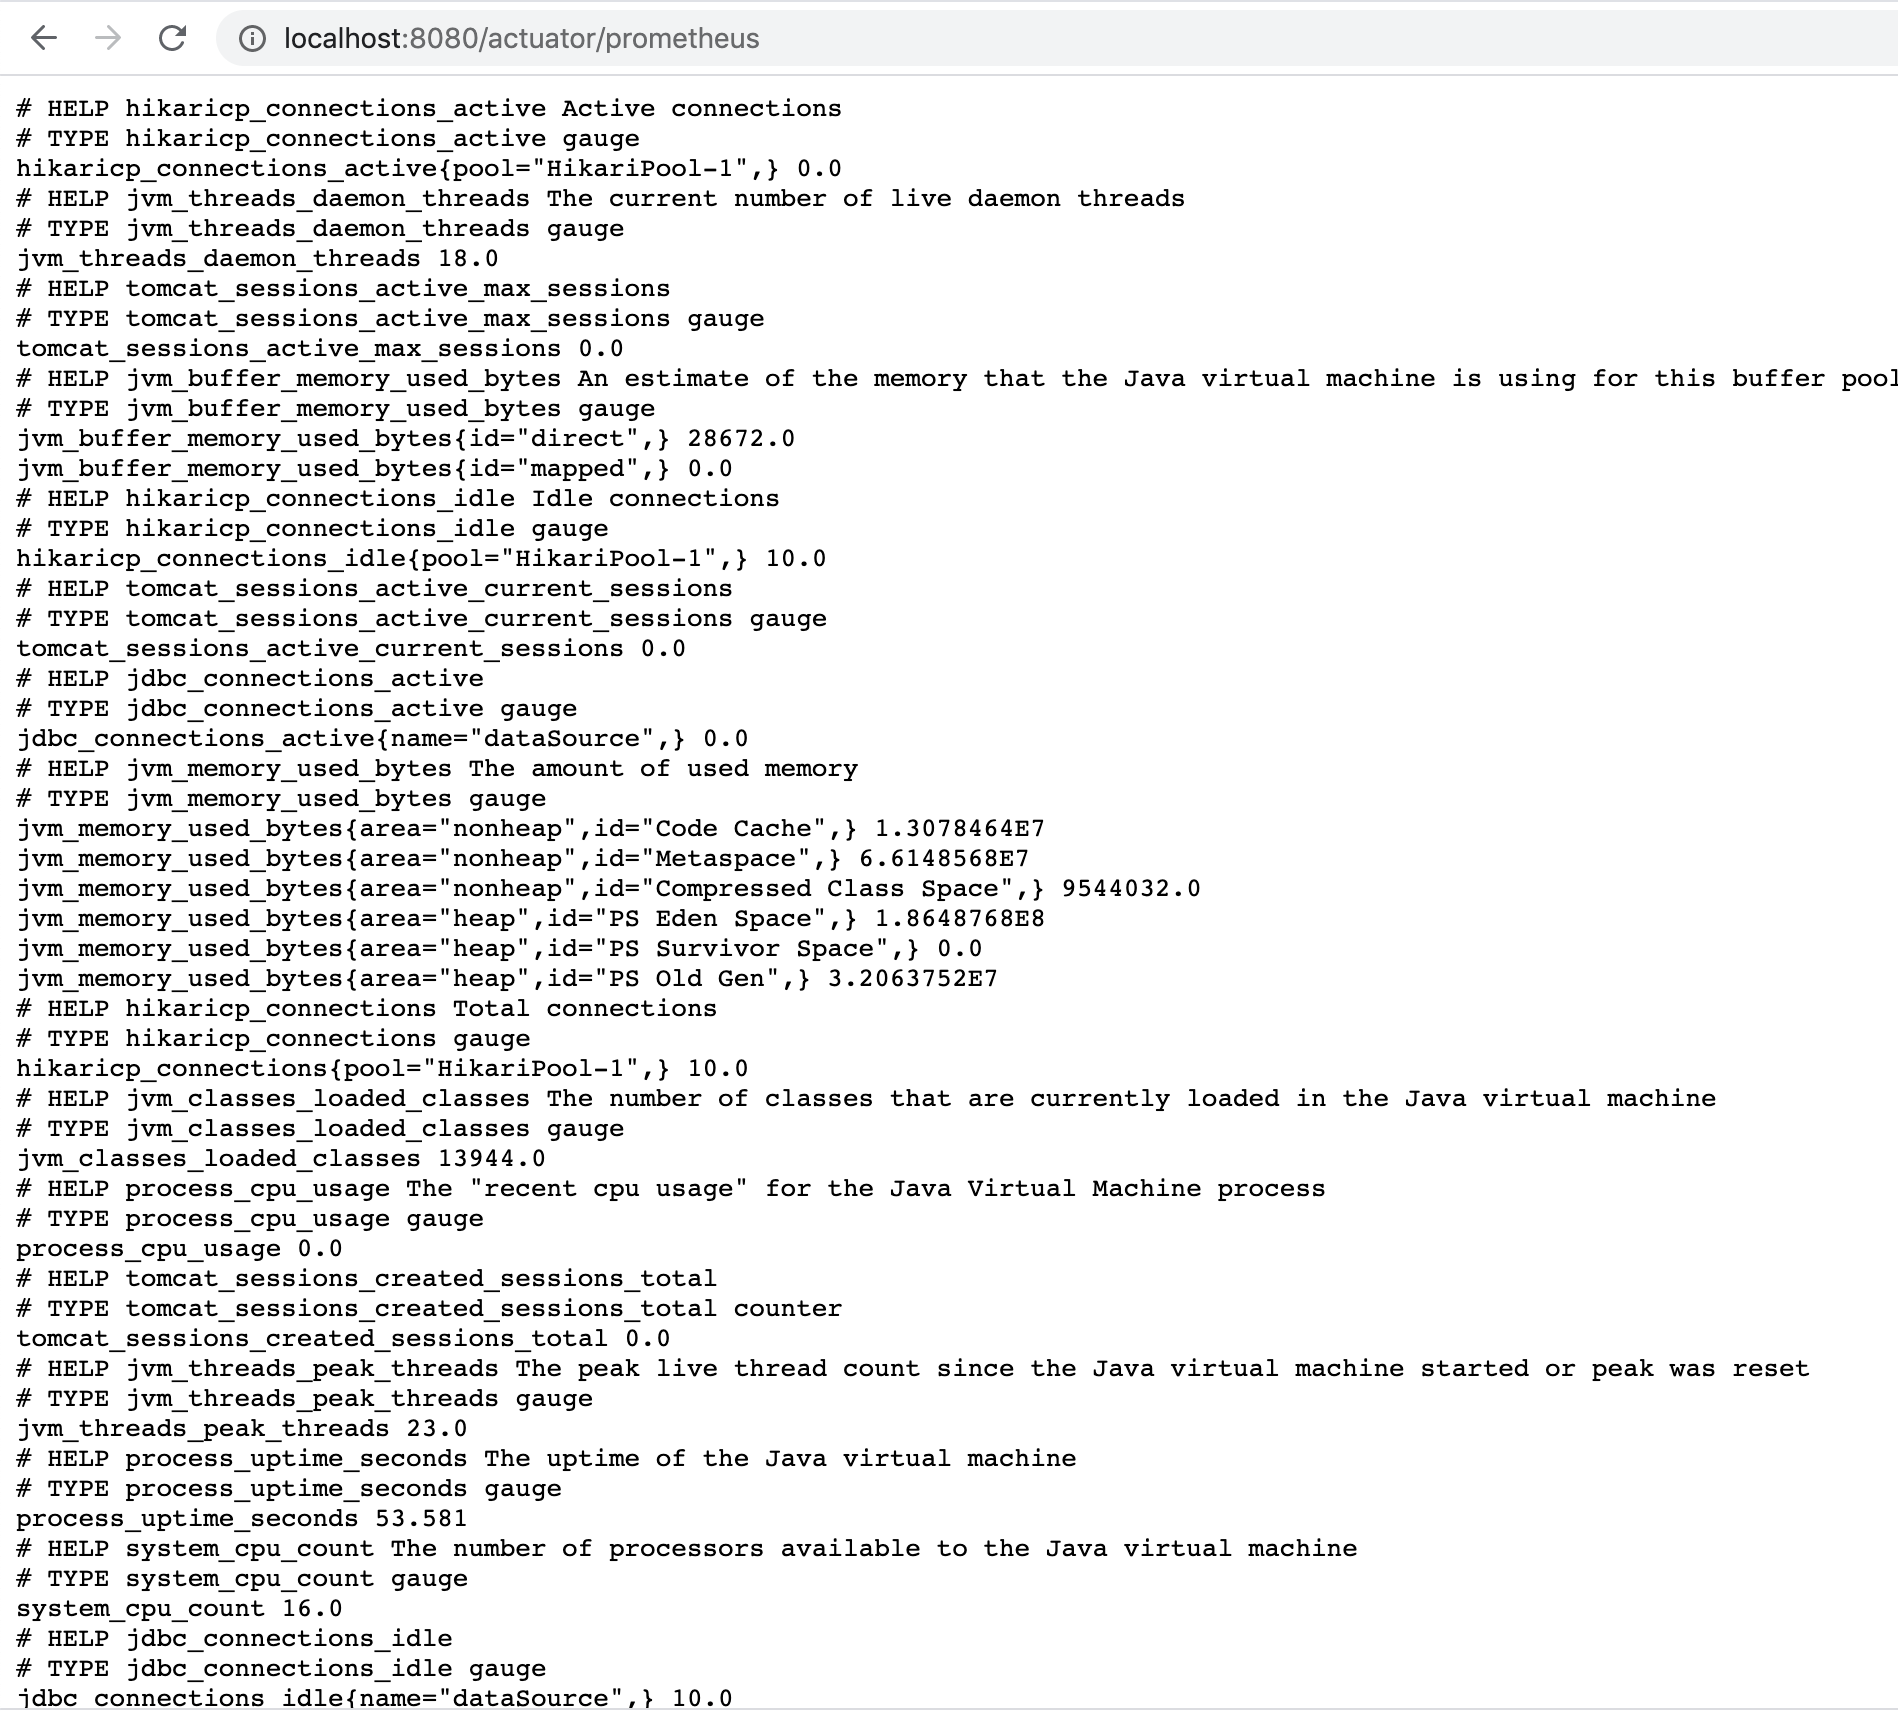 localhost:8080/actuator/prometheus
# HELP hikaricp_connections_active Active connections
# TYPE hikaricp_connections_active gauge
hikaricp_connections_active{pool="HikariPool-1",} 0.0
# HELP jvm_threads_daemon_threads The current number of live daemon threads
# TYPE jvm_threads_daemon_threads gauge
jvm_threads_daemon_threads 18.0
# HELP tomcat_sessions_active_max_sessions
# TYPE tomcat_sessions_active_max_sessions gauge
tomcat_sessions_active_max_sessions 0.0
# HELP jvm_buffer_memory_used_bytes An estimate of the memory that the Java virtual machine is using for this buffer pool
# TYPE jvm_buffer_memory_used_bytes gauge
jvm_buffer_memory_used_bytes{id="direct",} 28672.0
jvm_buffer_memory_used_bytes{id="mapped",} 0.0
# HELP hikaricp_connections_idle Idle connections
# TYPE hikaricp_connections_idle gauge
hikaricp_connections_idle{pool="HikariPool-1",} 10.0
# HELP tomcat_sessions_active_current_sessions
# TYPE tomcat_sessions_active_current_sessions gauge
tomcat_sessions_active_current_sessions 0.0
# HELP jdbc_connections_active
# TYPE jdbc_connections_active gauge
jdbc_connections_active{name="dataSource",} 0.0
# HELP jvm_memory_used_bytes The amount of used memory
# TYPE jvm_memory_used_bytes gauge
jvm_memory_used_bytes{area="nonheap",id="Code Cache",} 1.3078464E7
jvm_memory_used_bytes{area="nonheap",id="Metaspace",} 6.6148568E7
jvm_memory_used_bytes{area="nonheap",id="Compressed Class Space",} 9544032.0
jvm_memory_used_bytes{area="heap",id="PS Eden Space",} 1.8648768E8
jvm_memory_used_bytes{area="heap",id="PS Survivor Space",} 0.0
jvm_memory_used_bytes{area="heap",id="PS Old Gen",} 3.2063752E7
# HELP hikaricp_connections Total connections
# TYPE hikaricp_connections gauge
hikaricp_connections{pool="HikariPool-1",} 10.0
# HELP jvm_classes_loaded_classes The number of classes that are currently loaded in the Java virtual machine
# TYPE jvm_classes_loaded_classes gauge
jvm_classes_loaded_classes 13944.0
# HELP process_cpu_usage The "recent cpu usage" for the Java Virtual Machine process
# TYPE process_cpu_usage gauge
process_cpu_usage 0.0
# HELP tomcat_sessions_created_sessions_total
# TYPE tomcat_sessions_created_sessions_total counter
tomcat_sessions_created_sessions_total 0.0
# HELP jvm_threads_peak_threads The peak live thread count since the Java virtual machine started or peak was reset
# TYPE jvm_threads_peak_threads gauge
jvm_threads_peak_threads 23.0
# HELP process_uptime_seconds The uptime of the Java virtual machine
# TYPE process_uptime_seconds gauge
process_uptime_seconds 53.581
# HELP system_cpu_count The number of processors available to the Java virtual machine
# TYPE system_cpu_count gauge
system_cpu_count 16.0
# HELP jdbc_connections_idle
# TYPE jdbc_connections_idle gauge
jdbc_connections_idle{name="dataSource",} 10.0